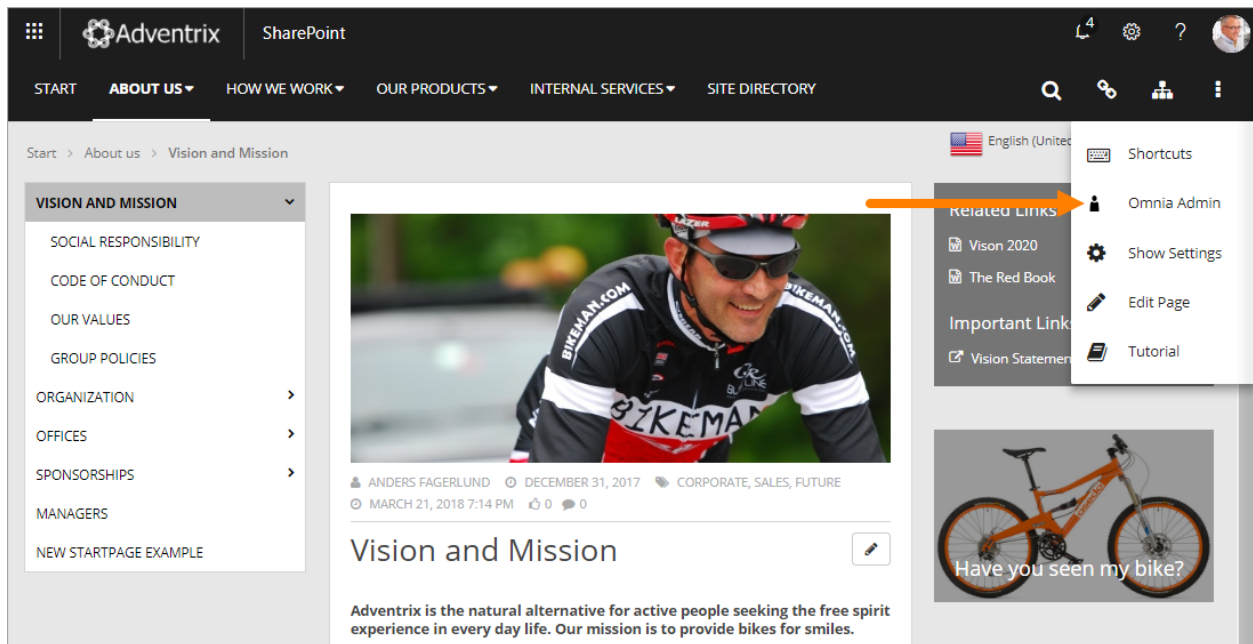 Adventrix
SharePoint
4
?
START
ABOUT US
HOW WE WORK
OUR PRODUCTS
INTERNAL SERVICES
SITE DIRECTORY
Start > About us > Vision and Mission
English (United
Shortcuts
Omnia Admin
Show Settings
Edit Page
Tutorial
VISION AND MISSION
SOCIAL RESPONSIBILITY
CODE OF CONDUCT
OUR VALUES
GROUP POLICIES
ORGANIZATION
OFFICES
SPONSORSHIPS
MANAGERS
NEW STARTPAGE EXAMPLE
LAZER
BIKEMAN.COM
BIKEMAN
ANDERS FAGERLUND DECEMBER 31, 2017 CORPORATE, SALES, FUTURE
MARCH 21, 2018 7:14 PM 0 0
Vision and Mission
Adventrix is the natural alternative for active people seeking the free spirit
experience in every day life. Our mission is to provide bikes for smiles.
Related Links
Vison 2020
The Red Book
Important Links
Vision Statemen
Have you seen my bike?